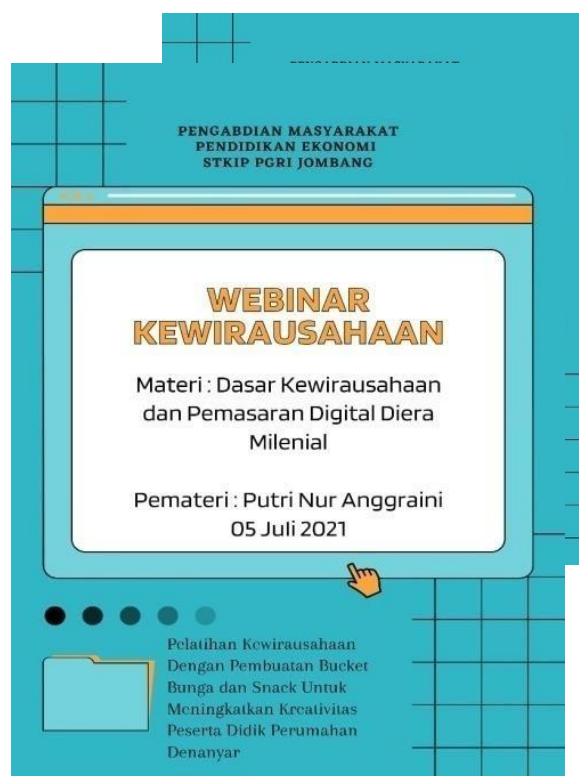 PENGABDIAN MASYARAKAT
PENDIDIKAN EKONOMI
STKIP PGRI JOMBANG
WEBINAR
KEWIRAUSAHAAN
Materi : Dasar Kewirausahaan
dan Pemasaran Digital Diera
Milenial
Pemateri : Putri Nur Anggraini
05 Juli 2021
Pelatihan Kewirausahaan
Dengan Pembuatan Bucket
Bunga dan Snack Untuk
Meningkatkan Kreativitas
Peserta Didik Perumahan
Denanyar